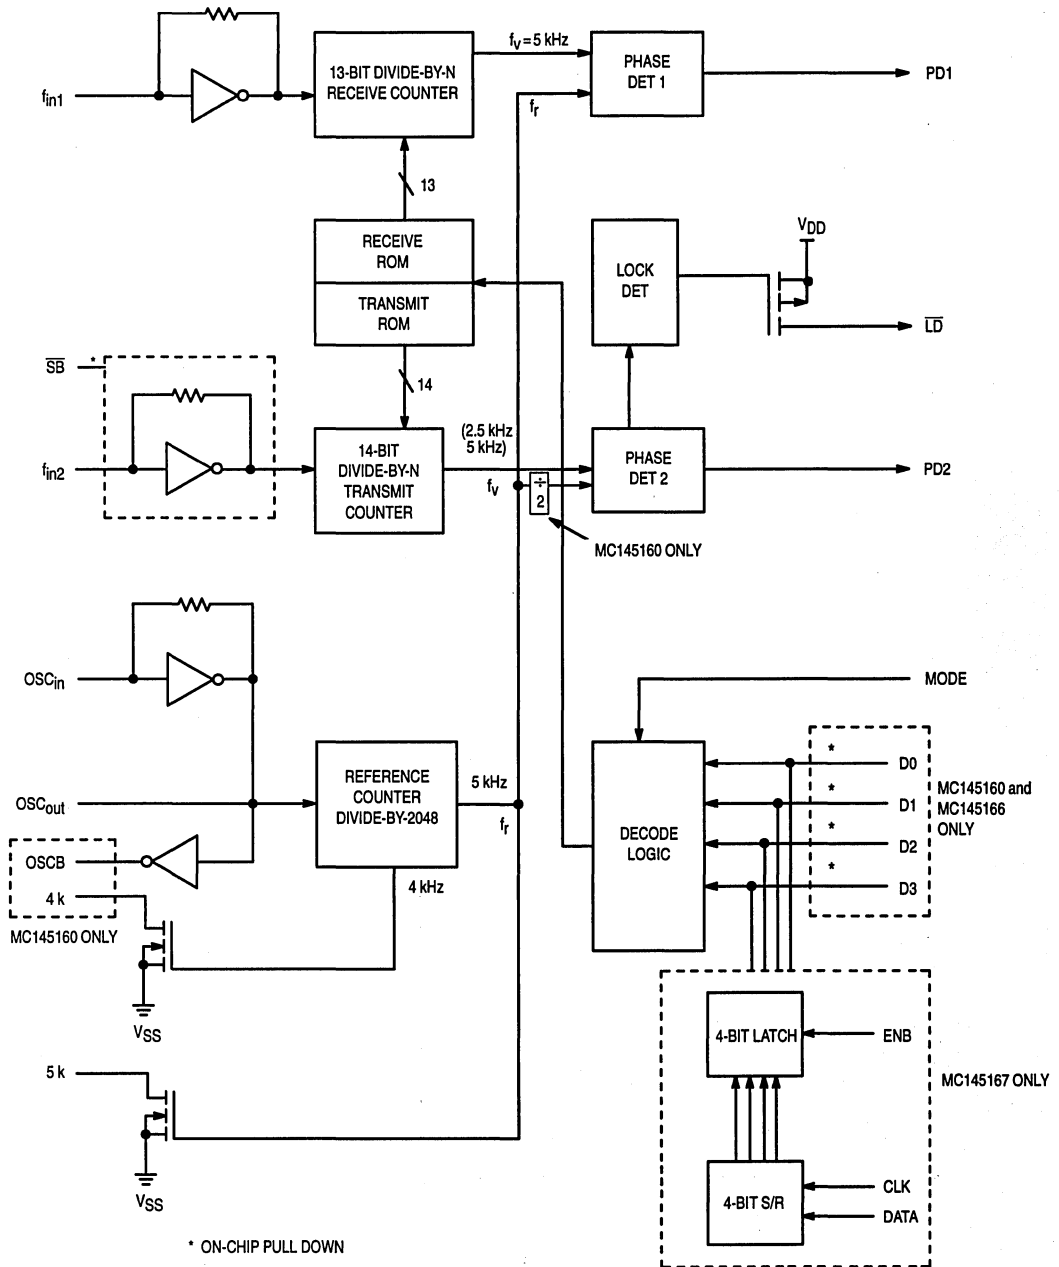 fin1
13-BIT DIVIDE-BY-N
RECEIVE COUNTER
fv = 5 kHz
fr
PHASE
DET 1
PD1
13
RECEIVE
ROM
TRANSMIT
ROM
14
LOCK
DET
VDD
LD
SB *
fin2
14-BIT
DIVIDE-BY-N
TRANSMIT
COUNTER
(2.5 kHz
5 kHz)
fv
÷
2
PHASE
DET 2
PD2
MC145160 ONLY
OSCin
OSCout
OSCB
4 k
MC145160 ONLY
VSS
REFERENCE
COUNTER
DIVIDE-BY-2048
5 kHz
fr
4 kHz
MODE
DECODE
LOGIC
* D0
* D1
* D2
* D3
MC145160 and
MC145166
ONLY
5 k
VSS
4-BIT LATCH
ENB
MC145167 ONLY
4-BIT S/R
CLK
DATA
* ON-CHIP PULL DOWN